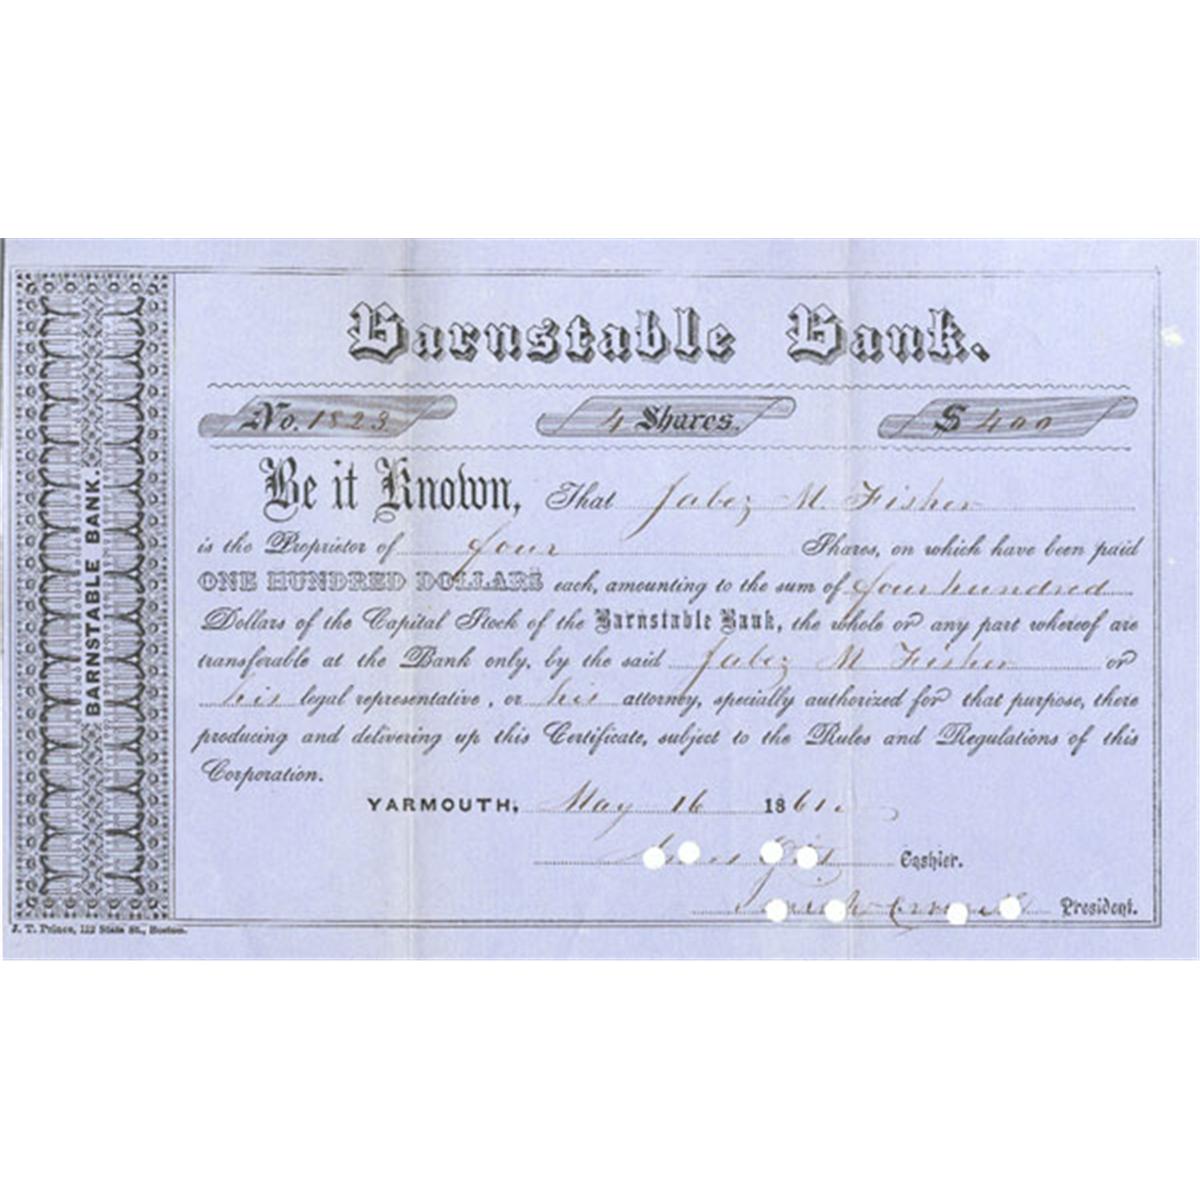 Barnstable Bank.
No. 1823 4 Shares. $ 400
Be it Known, That Jabez M. Fisher
is the Proprietor of four Shares, on which have been paid
ONE HUNDRED DOLLARS each, amounting to the sum of four hundred
Dollars of the Capital Stock of the Barnstable Bank, the whole or any part whereof are
transferable at the Bank only, by the said Jabez M Fisher or
his legal representative, or his attorney, specially authorized for that purpose, there
producing and delivering up this Certificate, subject to the Rules and Regulations of this
Corporation.
YARMOUTH, May 16 1861.
Cashier.
President.
BARNSTABLE BANK.
J. T. Prince, 112 State St., Boston.